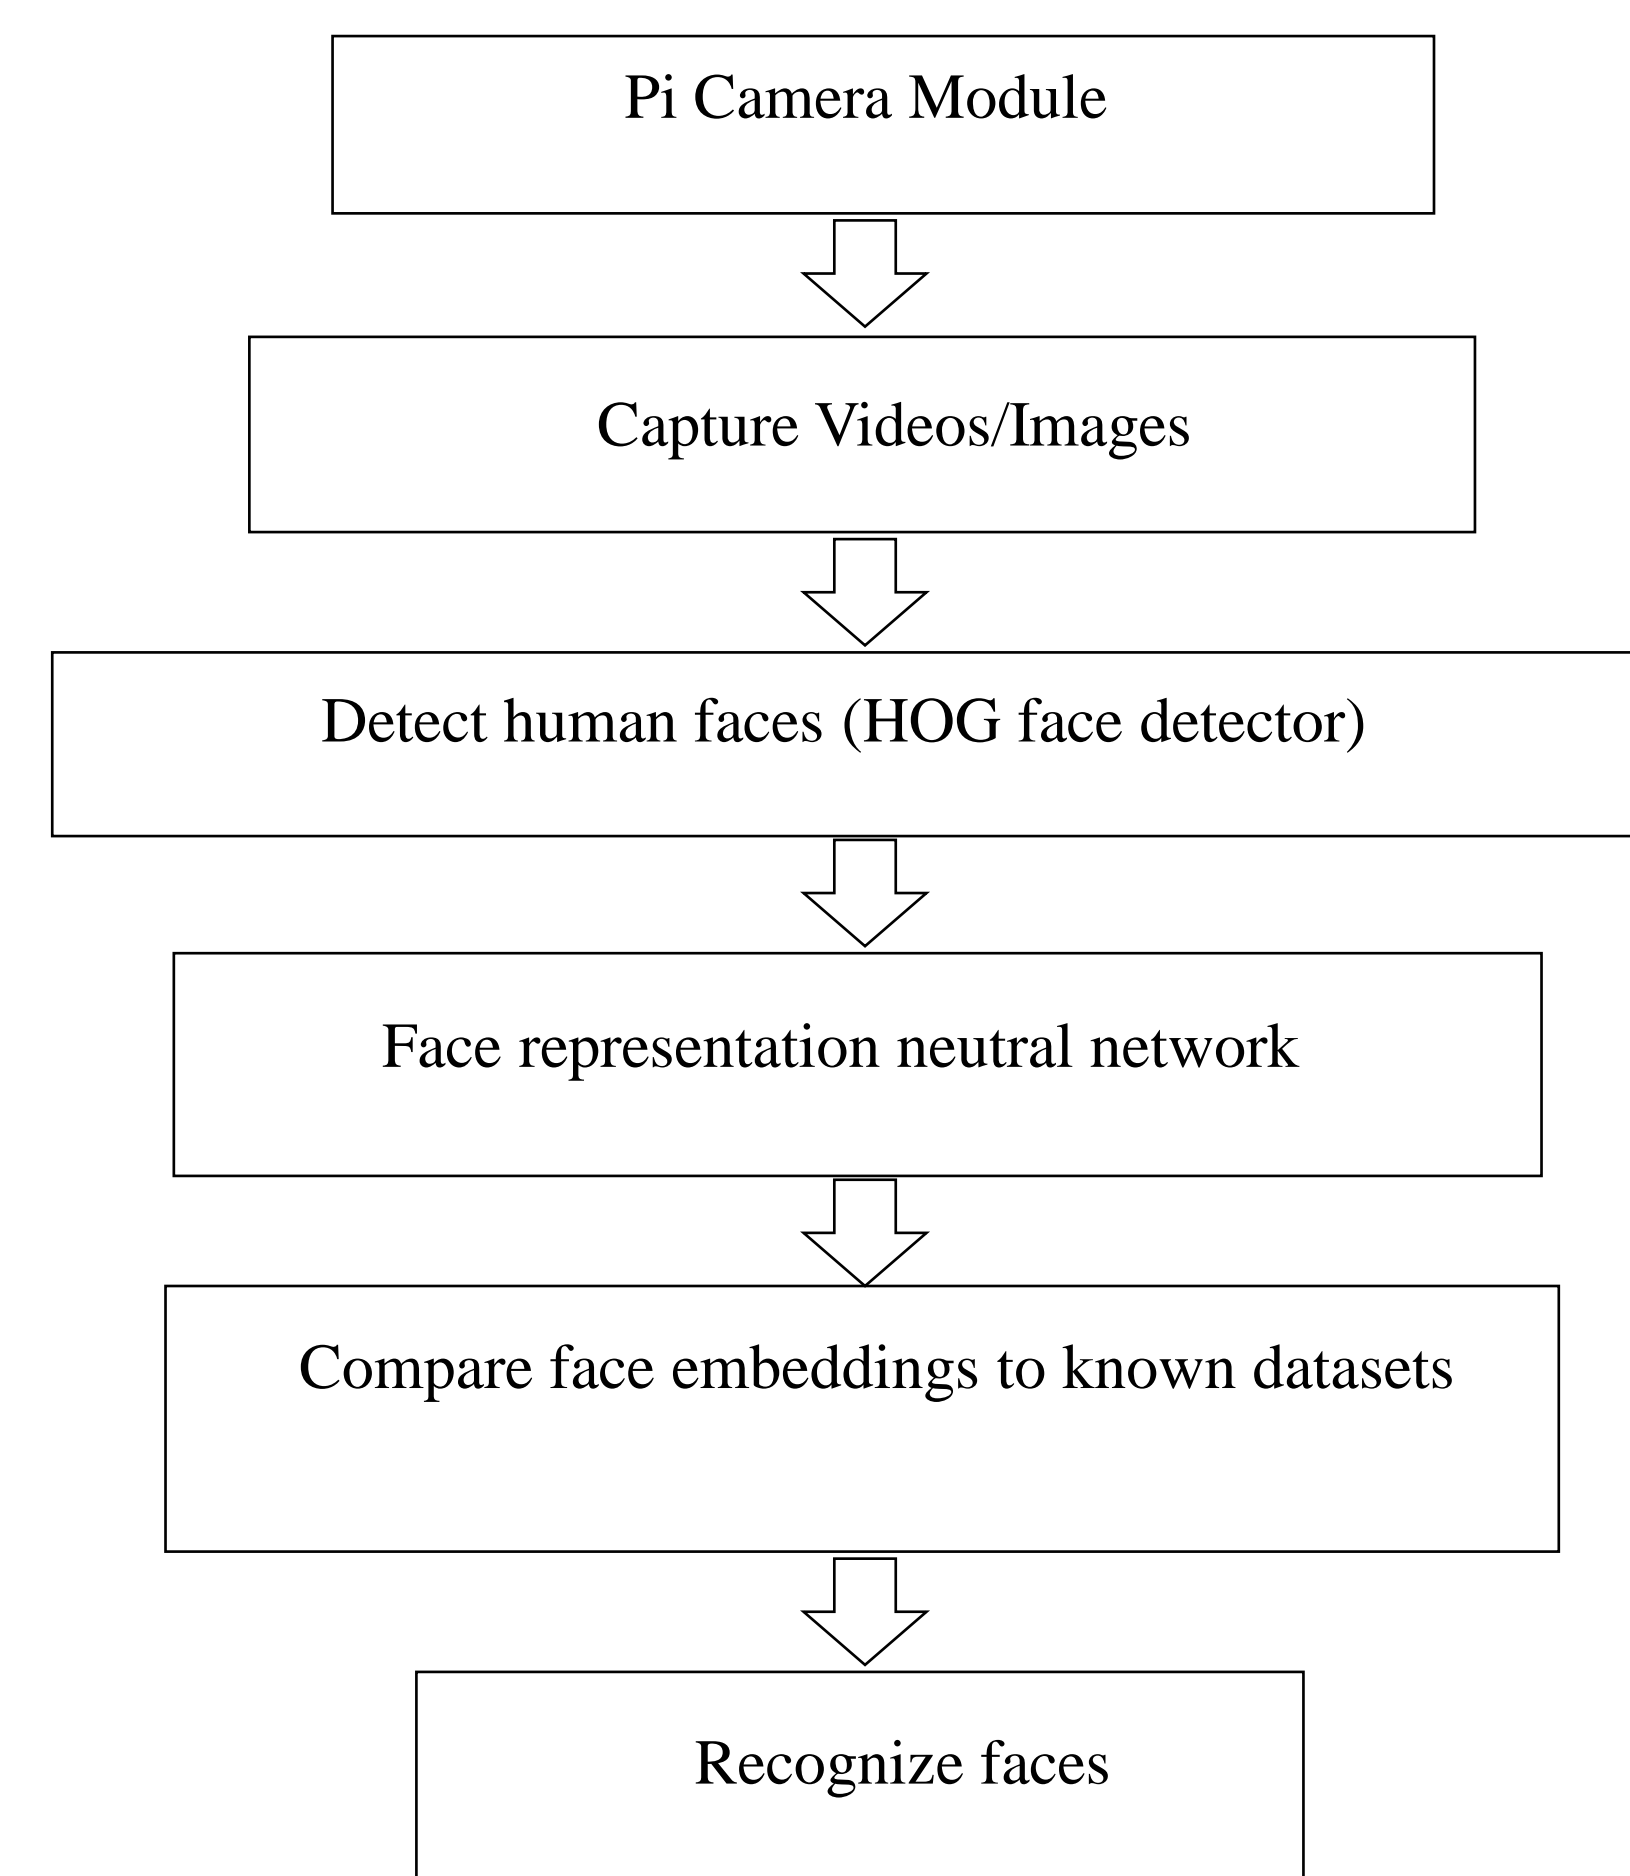 Pi Camera Module
Capture Videos/Images
Detect human faces (HOG face detector)
Face representation neutral network
Compare face embeddings to known datasets
Recognize faces